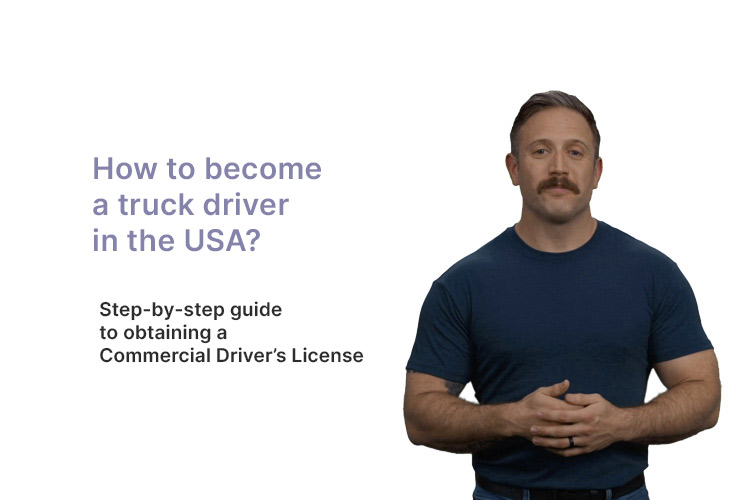 How to become
a truck driver
in the USA?
Step-by-step guide
to obtaining a
Commercial Driver’s License